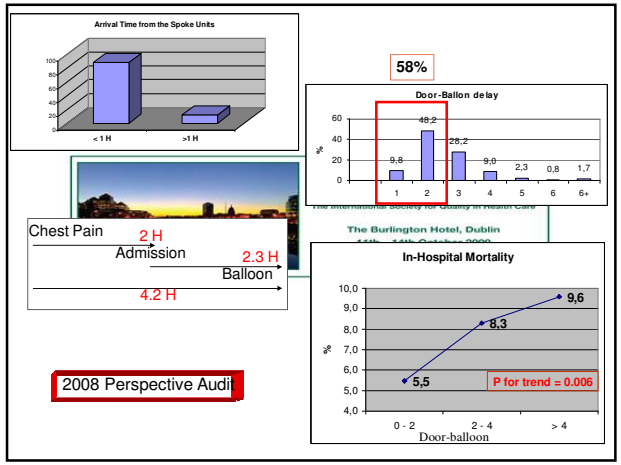 Arrival Time from the Spoke Units
100
80
60
40
20
0
< 1 H
>1 H
58%
Door-Ballon delay
%
60
40
20
0
9,8
48,2
28,2
9,0
2,3
0,8
1,7
1
2
3
4
5
6
6+
The International Society for Quality in Health Care
The Burlington Hotel, Dublin
11th - 14th October 2009
Chest Pain
2 H
Admission
2.3 H
Balloon
4.2 H
In-Hospital Mortality
%
10,0
9,0
8,0
7,0
6,0
5,0
4,0
5,5
8,3
9,6
P for trend = 0.006
0 - 2
2 - 4
> 4
Door-balloon
2008 Perspective Audit